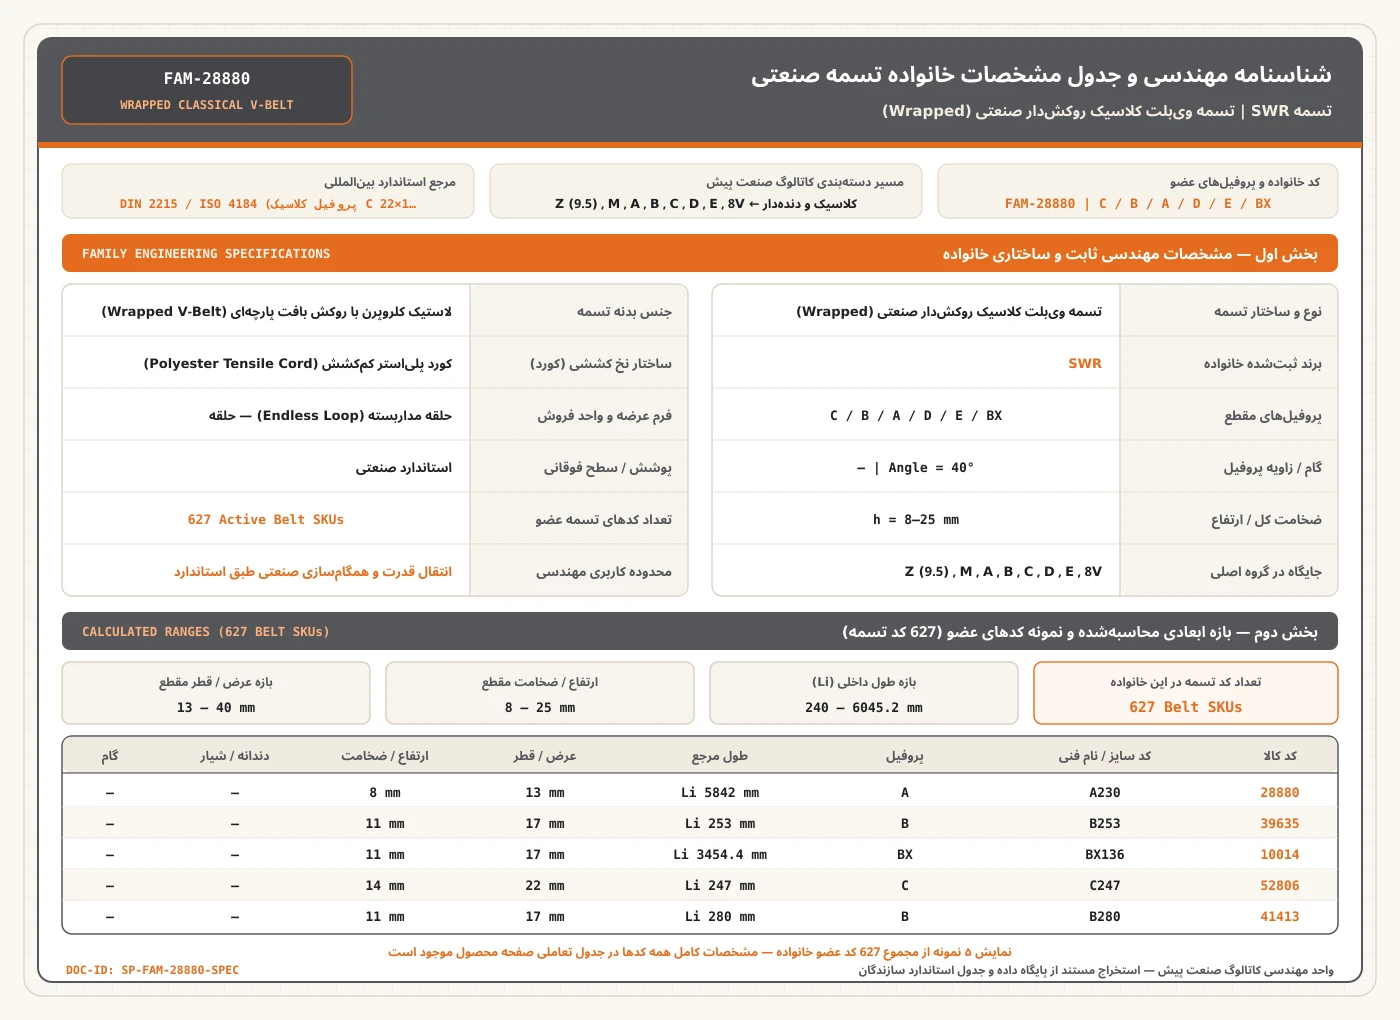 شناسنامه مهندسی و جدول مشخصات خانواده تسمه صنعتی
تسمه SWR | تسمه وی‌بلت کلاسیک روکش‌دار صنعتی (Wrapped)
FAM-28880
WRAPPED CLASSICAL V-BELT
کد خانواده و پروفیل‌های عضو
FAM-28880 | C / B / A / D / E / BX
مسیر دسته‌بندی کاتالوگ صنعت پیش
کلاسیک و دنده‌دار ← Z (9.5) , M , A , B , C , D , E , 8V
مرجع استاندارد بین‌المللی
DIN 2215 / ISO 4184 (پروفیل کلاسیک C 22×1…
بخش اول — مشخصات مهندسی ثابت و ساختاری خانواده
FAMILY ENGINEERING SPECIFICATIONS
نوع و ساختار تسمه
تسمه وی‌بلت کلاسیک روکش‌دار صنعتی (Wrapped)
برند ثبت‌شده خانواده
SWR
پروفیل‌های مقطع
C / B / A / D / E / BX
گام / زاویه پروفیل
— | Angle = 40°
ضخامت کل / ارتفاع
h = 8–25 mm
جایگاه در گروه اصلی
Z (9.5) , M , A , B , C , D , E , 8V
جنس بدنه تسمه
لاستیک کلروپرن با روکش بافت پارچه‌ای (Wrapped V-Belt)
ساختار نخ کششی (کورد)
کورد پلی‌استر کم‌کشش (Polyester Tensile Cord)
فرم عرضه و واحد فروش
حلقه مداربسته (Endless Loop) — حلقه
پوشش / سطح فوقانی
استاندارد صنعتی
تعداد کدهای تسمه عضو
627 Active Belt SKUs
محدوده کاربری مهندسی
انتقال قدرت و همگام‌سازی صنعتی طبق استاندارد
بخش دوم — بازه ابعادی محاسبه‌شده و نمونه کدهای عضو (627 کد تسمه)
CALCULATED RANGES (627 BELT SKUs)
تعداد کد تسمه در این خانواده
627 Belt SKUs
بازه طول داخلی (Li)
240 – 6045.2 mm
ارتفاع / ضخامت مقطع
8 – 25 mm
بازه عرض / قطر مقطع
13 – 40 mm
کد کالا کد سایز / نام فنی پروفیل طول مرجع عرض / قطر ارتفاع / ضخامت دندانه / شیار گام
28880 A230 A Li 5842 mm 13 mm 8 mm — —
39635 B253 B Li 253 mm 17 mm 11 mm — —
10014 BX136 BX Li 3454.4 mm 17 mm 11 mm — —
52806 C247 C Li 247 mm 22 mm 14 mm — —
41413 B280 B Li 280 mm 17 mm 11 mm — —
نمایش ۵ نمونه از مجموع 627 کد عضو خانواده — مشخصات کامل همه کدها در جدول تعاملی صفحه محصول موجود است
واحد مهندسی کاتالوگ صنعت پیش — استخراج مستند از پایگاه داده و جدول استاندارد سازندگان
DOC-ID: SP-FAM-28880-SPEC